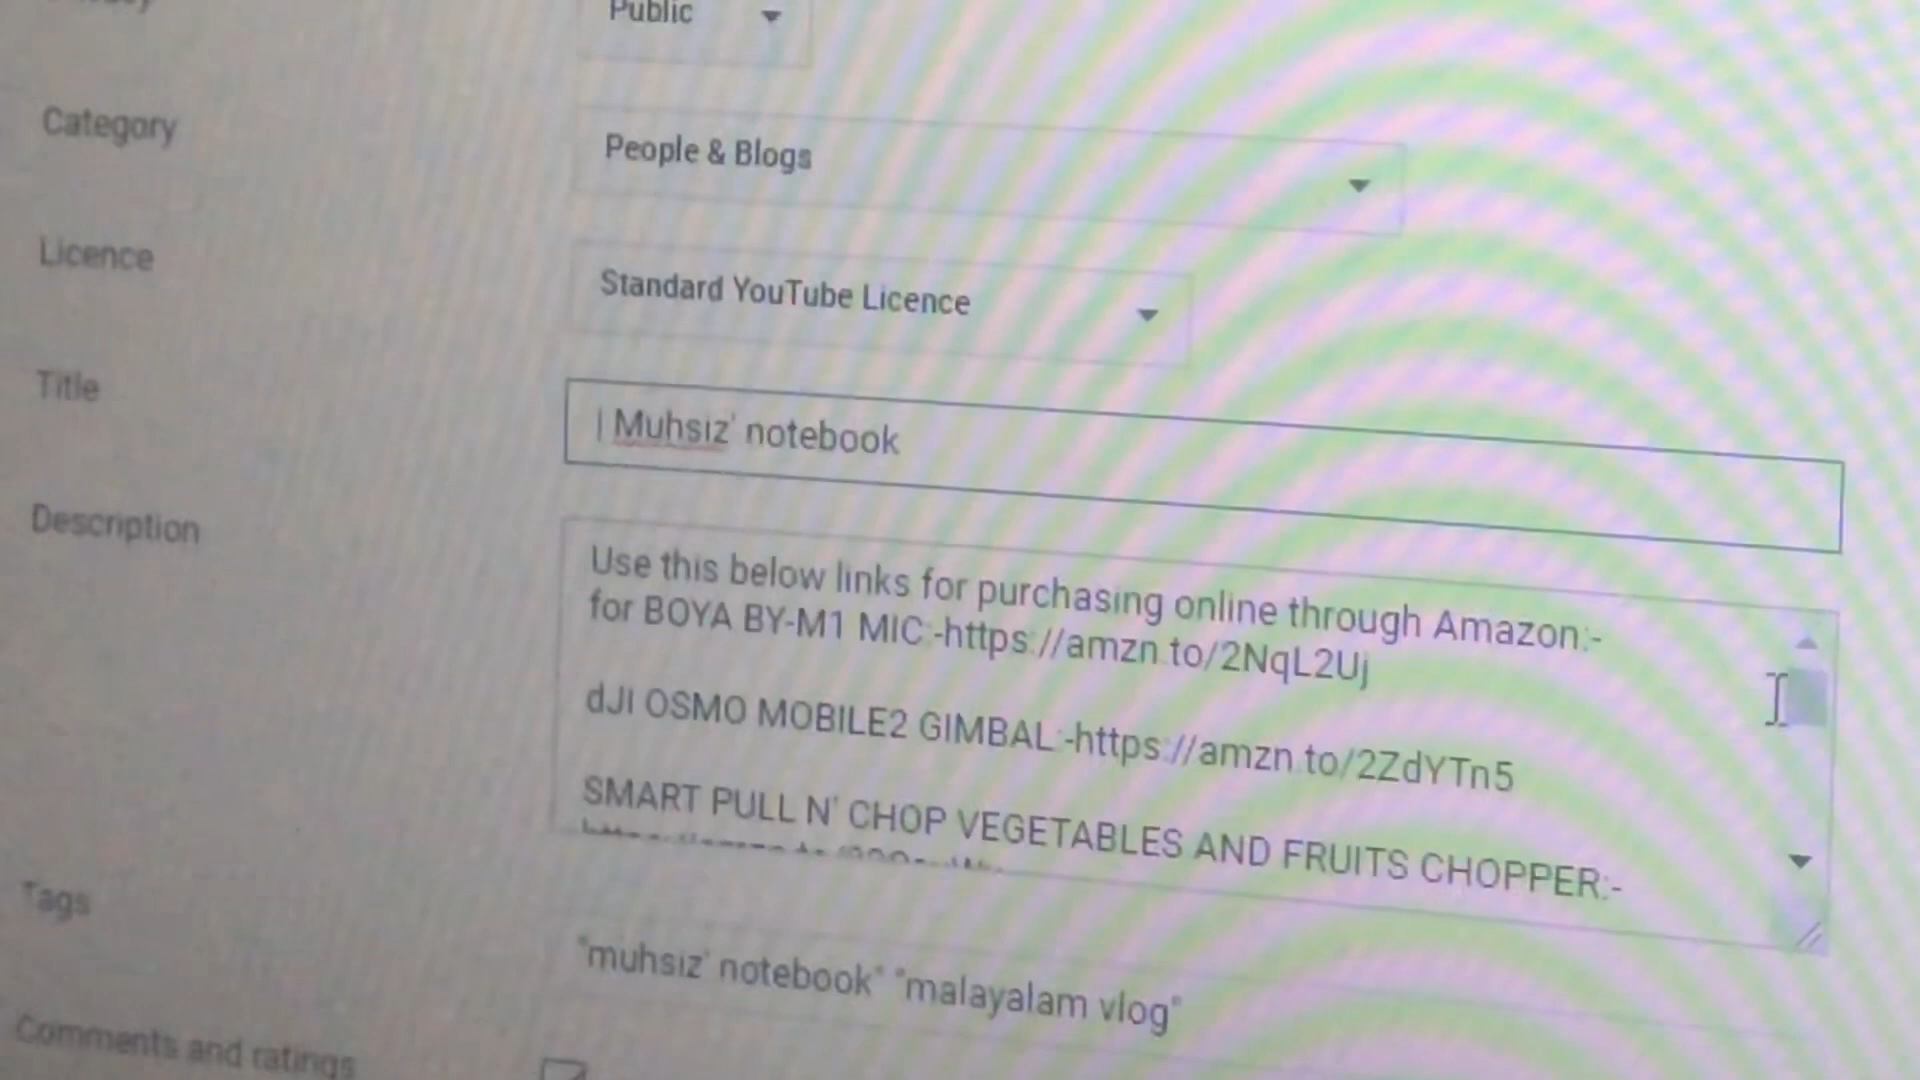 Public
Category
People & Blogs
Licence
Standard YouTube Licence
Title
| Muhsiz' notebook
Description
Use this below links for purchasing online through Amazon:-
for BOYA BY-M1 MIC:-https://amzn.to/2NqL2Uj
dJI OSMO MOBILE2 GIMBAL:-https://amzn.to/2ZdYTn5
SMART PULL N' CHOP VEGETABLES AND FRUITS CHOPPER:-
Tags
"muhsiz' notebook" "malayalam vlog"
Comments and ratings